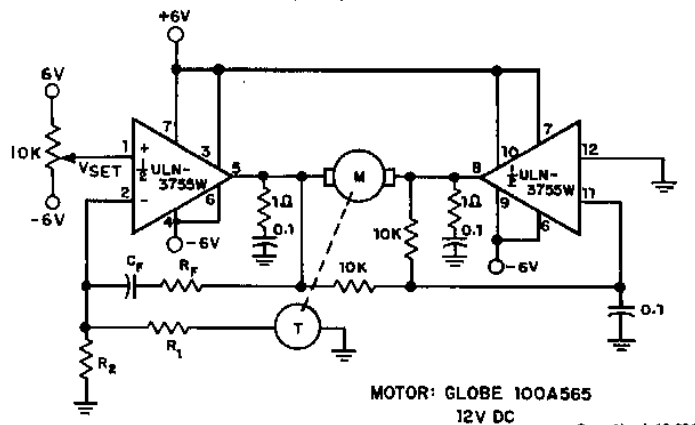 +6V
6V
10K
VSET
-6V
1
+
2
-
7
3
½ ULN-
3755W
4
6
5
-6V
1Ω
0.1
M
8
1Ω
0.1
10
7
½ ULN-
3755W
9
6
12
11
-6V
10K
10K
0.1
CF
RF
R1
T
R2
MOTOR: GLOBE 100A565
12V DC